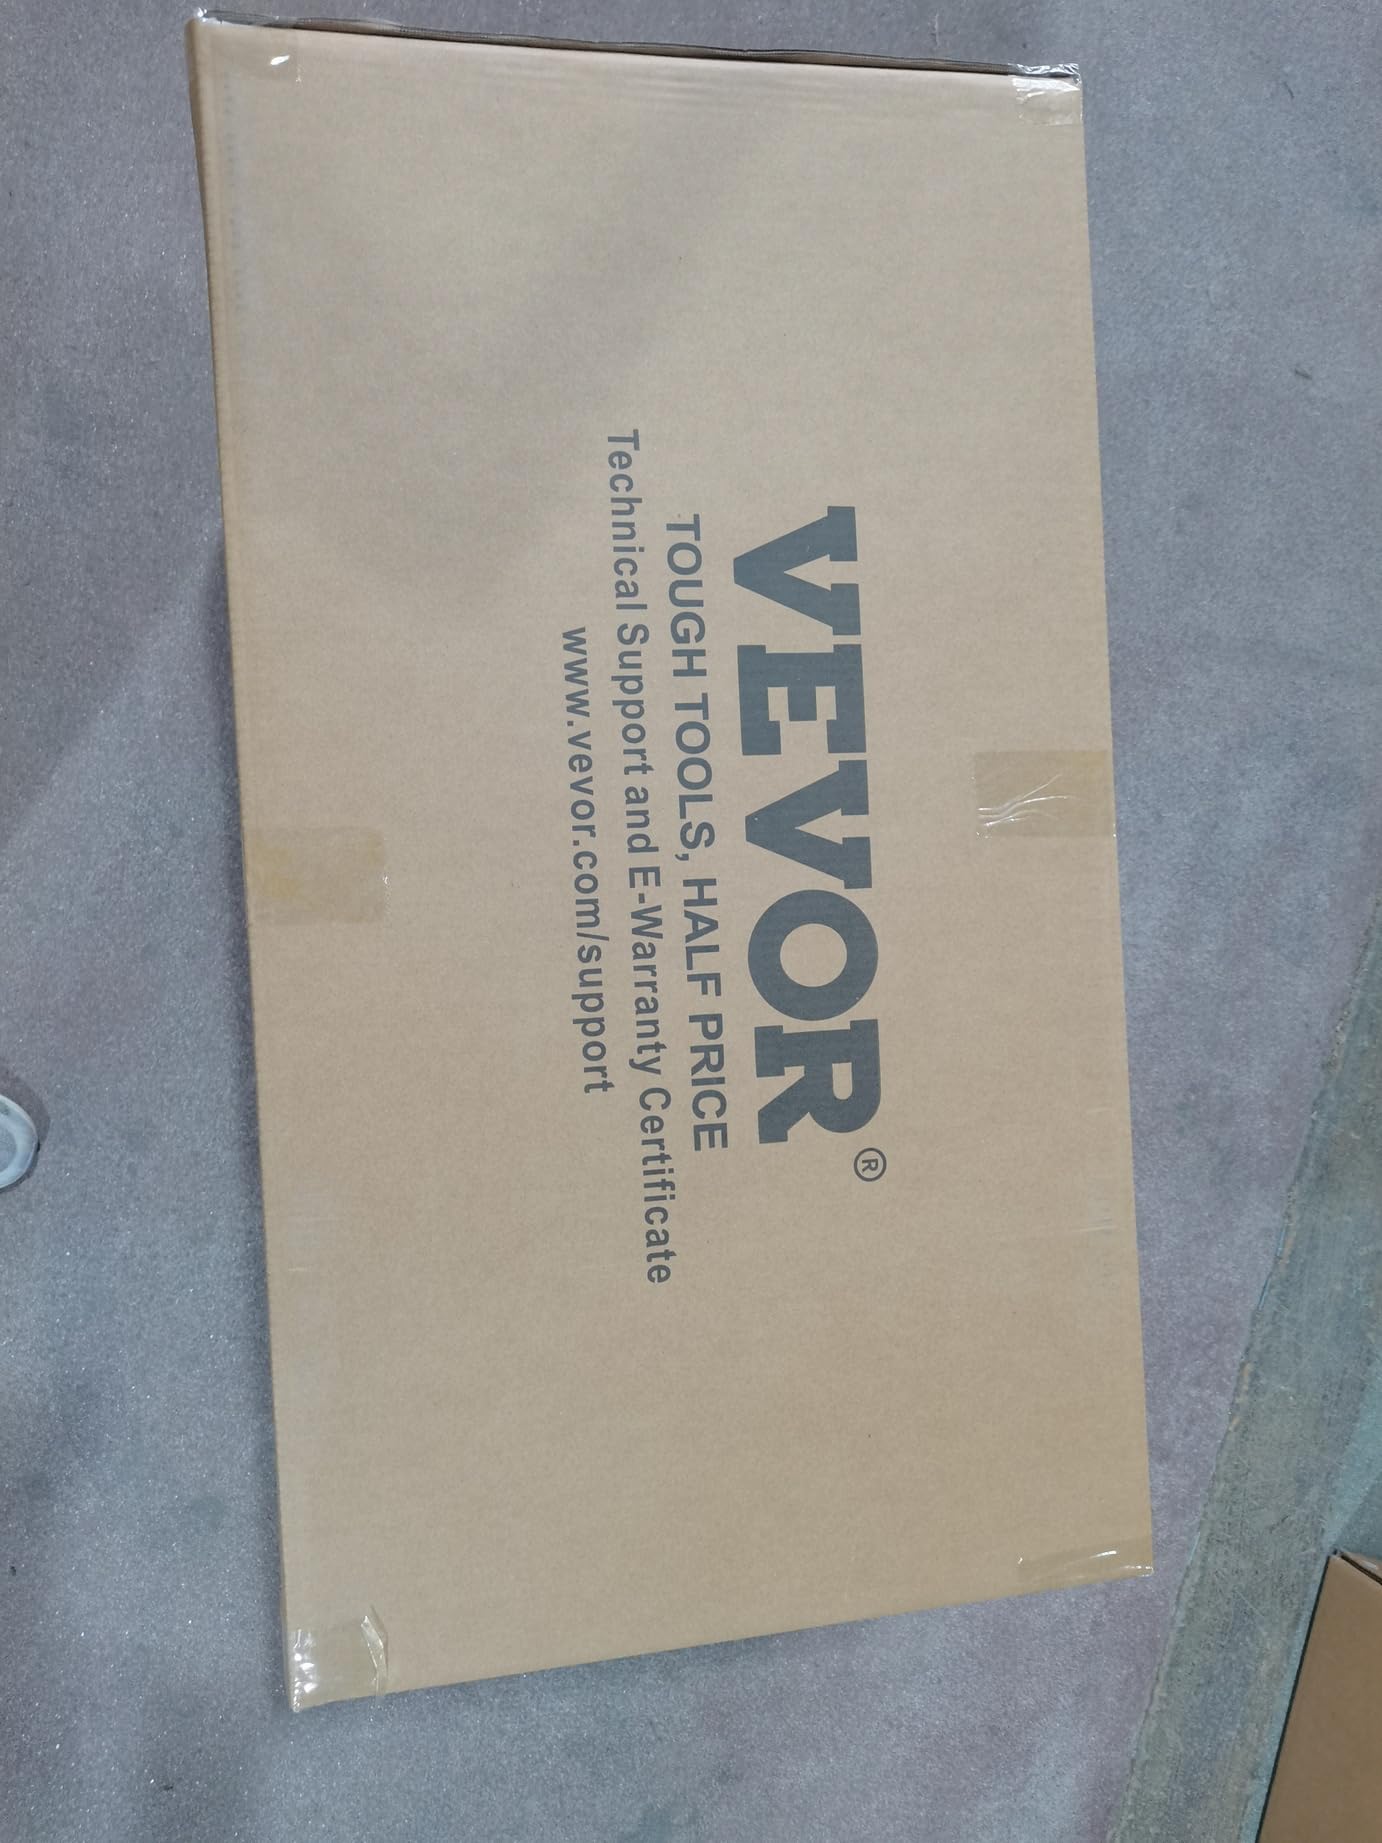 VEVOR®
TOUGH TOOLS, HALF PRICE
Technical Support and E-Warranty Certificate
www.vevor.com/support